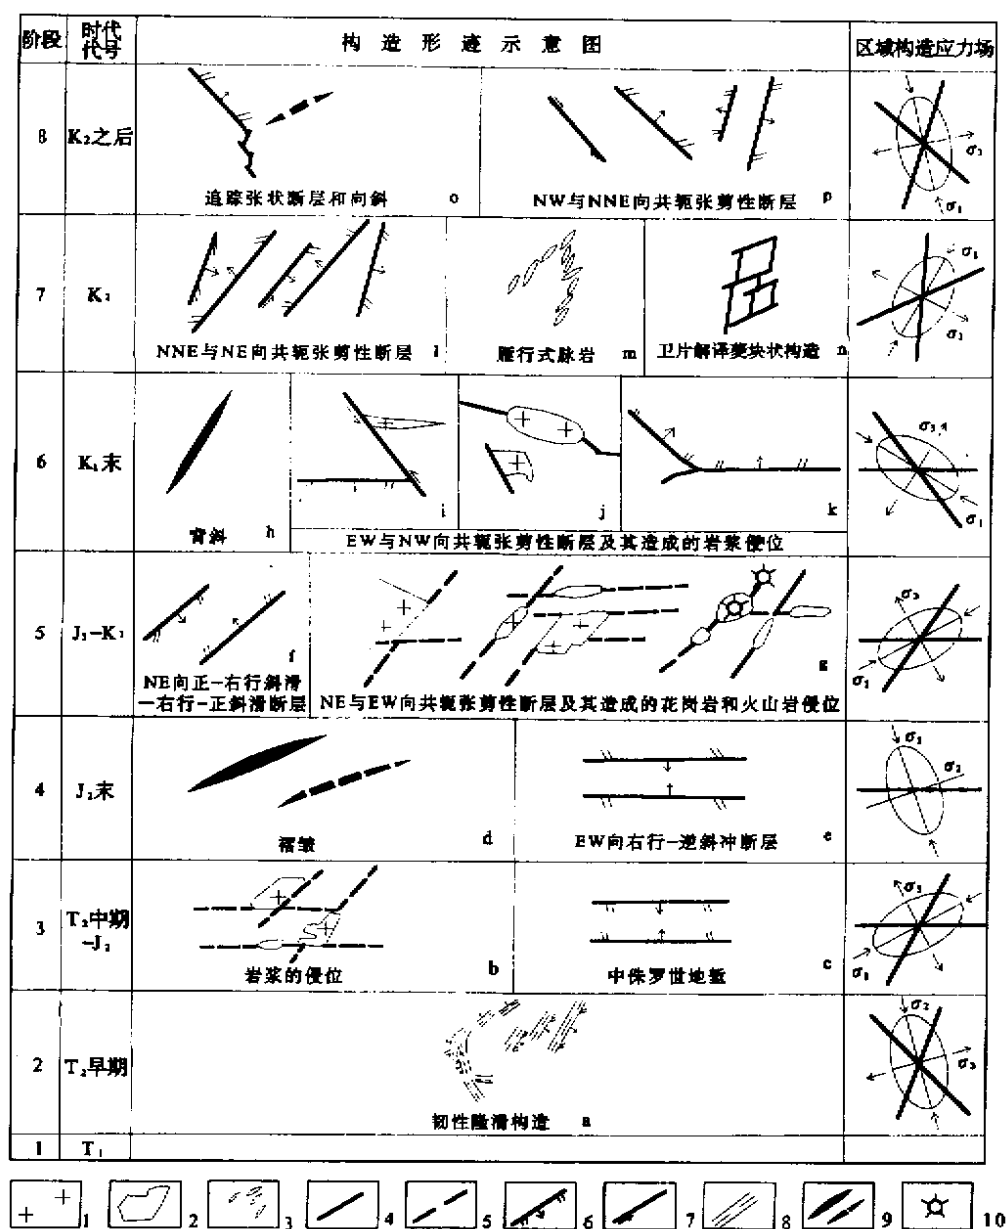 阶段 时代代号 构造形迹示意图 区域构造应力场
8 K₂之后
追踪张状断层和向斜 o
NW与NNE向共轭张剪性断层 p
σ₁
7 K₂
NNE与NE向共轭张剪性断层 l
雁行式脉岩 m
卫片解译菱块状构造 n
σ₁
6 K₁末
背斜 h
i
j
k
EW与NW向共轭张剪性断层及其造成的岩浆侵位
σ₁
5 J₃-K₁
f
NE向正-右行斜滑
-右行-正斜滑断层
g
NE与EW向共轭张剪性断层及其造成的花岗岩和火山岩侵位
σ₃
σ₁
4 J₂末
褶皱 d
EW向右行-逆斜冲断层 e
3 T₂中期
-J₂
岩浆的侵位 b
中侏罗世地堑 c
σ₃
σ₁
2 T₂早期
韧性隆滑构造 a
σ₂
σ₃
1 T₁
1 2 3 4 5 6 7 8 9 10